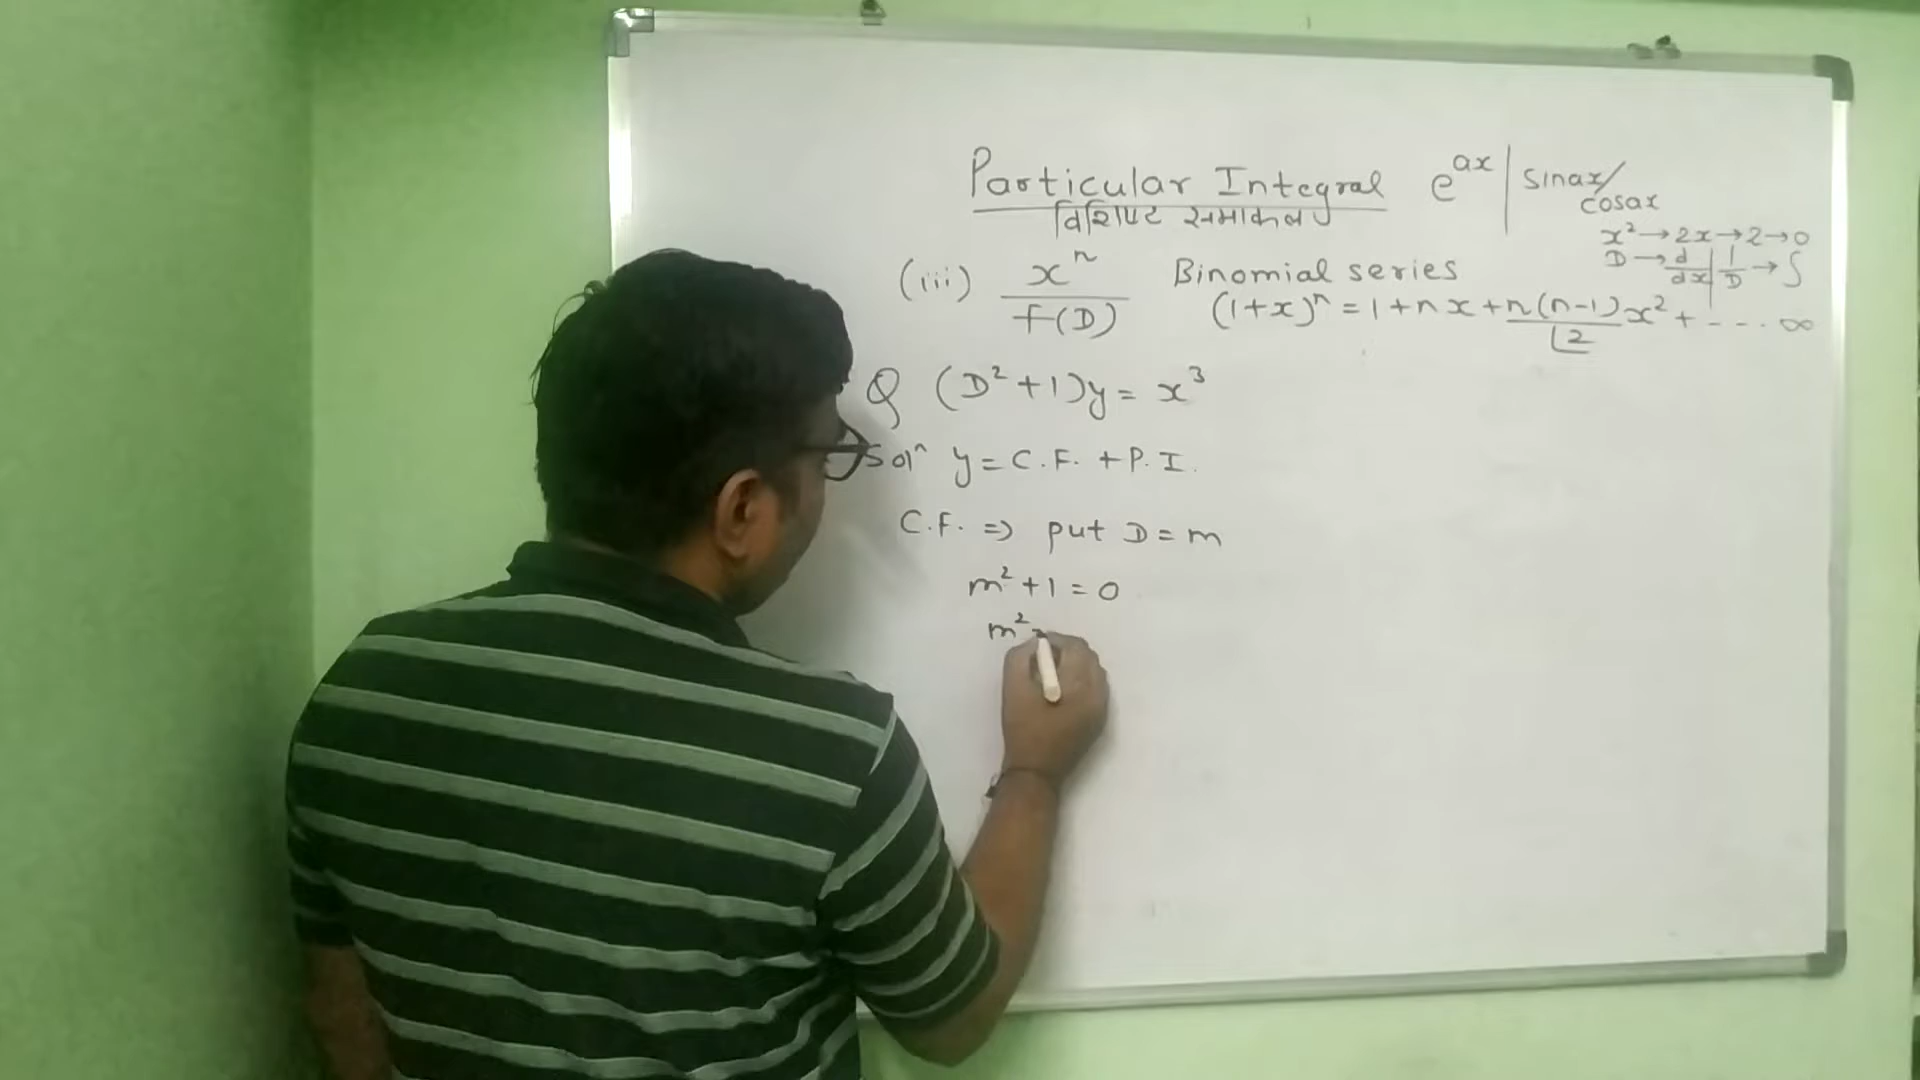 Particular Integral e^ax | sinax/cosax
विशिष्ट समाकल
x² → 2x → 2 → 0
D → d/dx | 1/D → ∫
(iii) x^n/f(D) Binomial series
(1+x)^n = 1 + nx + n(n-1)/⌊2 x² + - - - . ∞
Q (D² + 1)y = x³
Solⁿ y = C.F. + P.I.
C.F. ⇒ put D = m
m² + 1 = 0
m² =